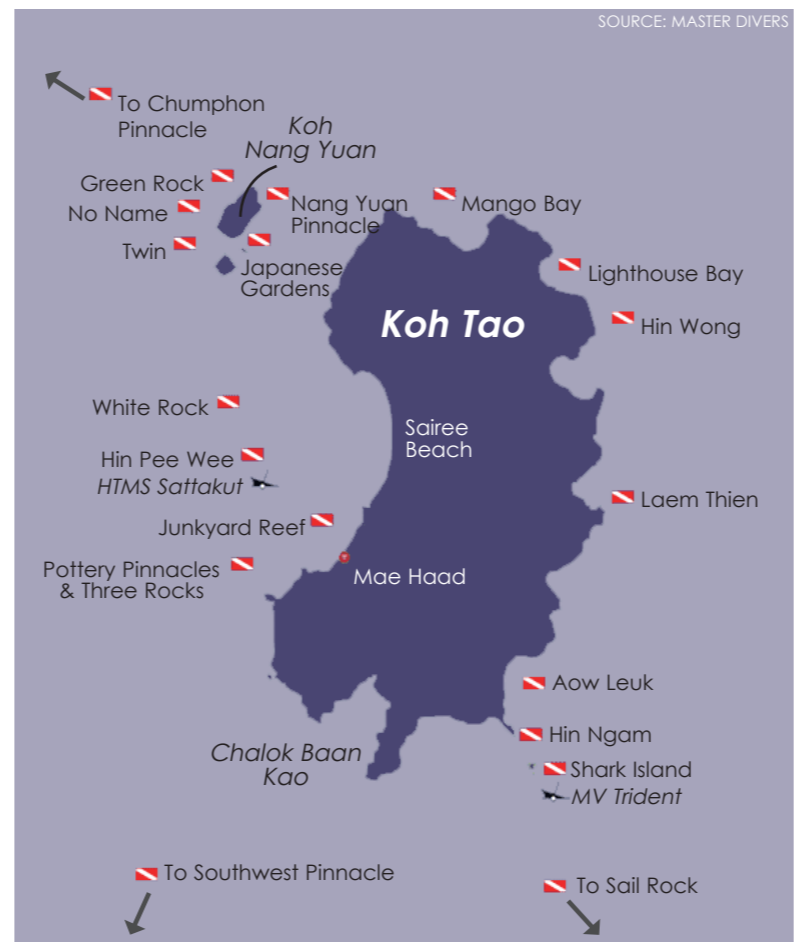 SOURCE: MASTER DIVERS
To Chumphon
Pinnacle
Koh
Nang Yuan
Green Rock
No Name
Twin
Nang Yuan
Pinnacle
Japanese
Gardens
Mango Bay
Lighthouse Bay
Hin Wong
Koh Tao
White Rock
Sairee
Beach
Hin Pee Wee
HTMS Sattakut
Laem Thien
Junkyard Reef
Pottery Pinnacles
& Three Rocks
Mae Haad
Aow Leuk
Hin Ngam
Chalok Baan
Kao
Shark Island
MV Trident
To Southwest Pinnacle
To Sail Rock